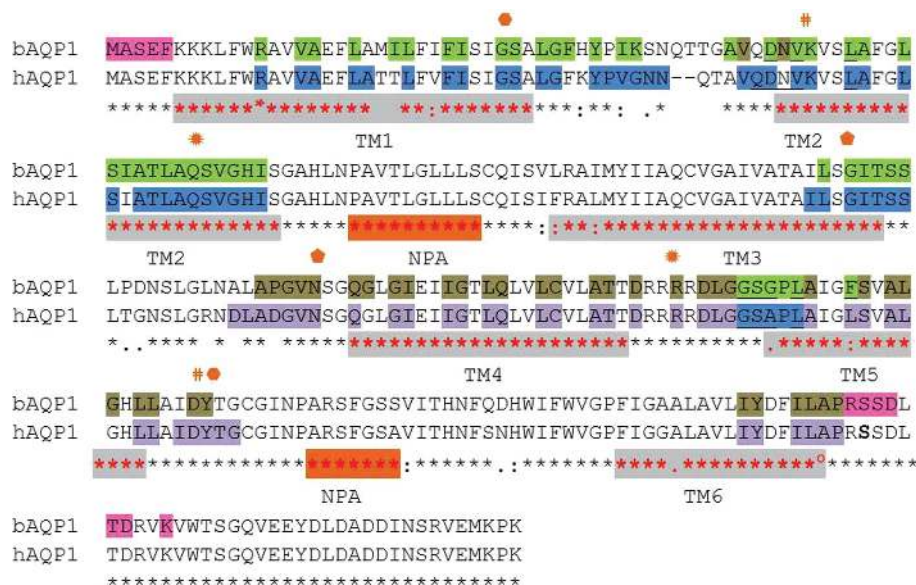 bAQP1 MASEFKKKLFWRAVVAEFLAMILFIFISIGSALGFHYPIKSNQTTGAVQDNVKVSLAFGL
hAQP1 MASEFKKKLFWRAVVAEFLATTLFVFISIGSALGFKYPVGNN--QTAVQDNVKVSLAFGL
********************  **:**********:**: .*    **************
TM1 TM2
bAQP1 SIATLAQSVGHISGAHLNPAVTLGLLLSCQISVLRALMYIIAQCVGAIVATAILSGITSS
hAQP1 SIATLAQSVGHISGAHLNPAVTLGLLLSCQISIFRALMYIIAQCVGAIVATAILSGITSS
********************************::**:***********************
TM2 NPA TM3
bAQP1 LPDNSLGLNALAPGVNSGQGLGIEIIGTLQLVLCVLATTDRRRRDLGGSGPLAIGFSVAL
hAQP1 LTGNSLGRNDLADGVNSGQGLGIEIIGTLQLVLCVLATTDRRRRDLGGSAPLAIGLSVAL
*..**** * ** ************************************.*****:****
TM4 TM5
bAQP1 GHLLAIDYTGCGINPARSFGSSVITHNFQDHWIFWVGPFIGAALAVLIYDFILAPRSSDL
hAQP1 GHLLAIDYTGCGINPARSFGSAVITHNFSNHWIFWVGPFIGGALAVLIYDFILAPRSSDL
*********************:******.:***********.***********°******
NPA TM6
bAQP1 TDRVKVWTSGQVEEYDLDADDINSRVEMKPK
hAQP1 TDRVKVWTSGQVEEYDLDADDINSRVEMKPK
*******************************